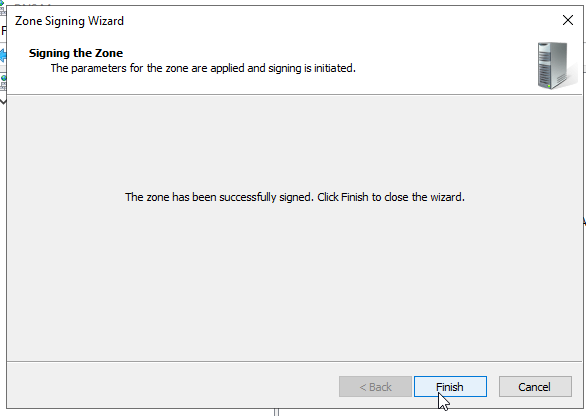 Zone Signing Wizard
Signing the Zone
The parameters for the zone are applied and signing is initiated.
The zone has been successfully signed. Click Finish to close the wizard.
< Back
Finish
Cancel